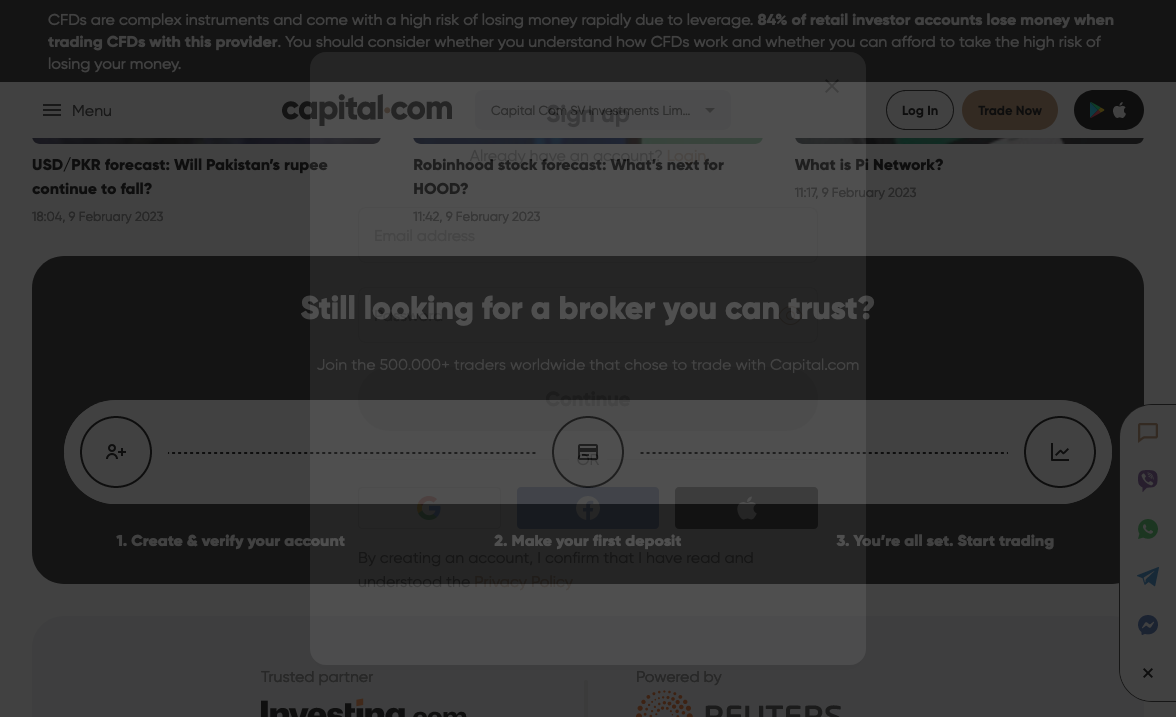 CFDs are complex instruments and come with a high risk of losing money rapidly due to leverage. 84% of retail investor accounts lose money when
trading CFDs with this provider. You should consider whether you understand how CFDs work and whether you can afford to take the high risk of
losing your money.
Menu
capital.com
Capital Com SV Investments Lim...
Log In
Trade Now
Sign up
Already have an account? Login
USD/PKR forecast: Will Pakistan's rupee
continue to fall?
18:04, 9 February 2023
Robinhood stock forecast: What's next for
HOOD?
11:42, 9 February 2023
What is Pi Network?
11:17, 9 February 2023
Email address
Still looking for a broker you can trust?
Join the 500.000+ traders worldwide that chose to trade with Capital.com
Continue
OR
1. Create & verify your account
2. Make your first deposit
3. You're all set. Start trading
By creating an account, I confirm that I have read and
understood the Privacy Policy
Trusted partner
Investing.com
Powered by
REUTERS